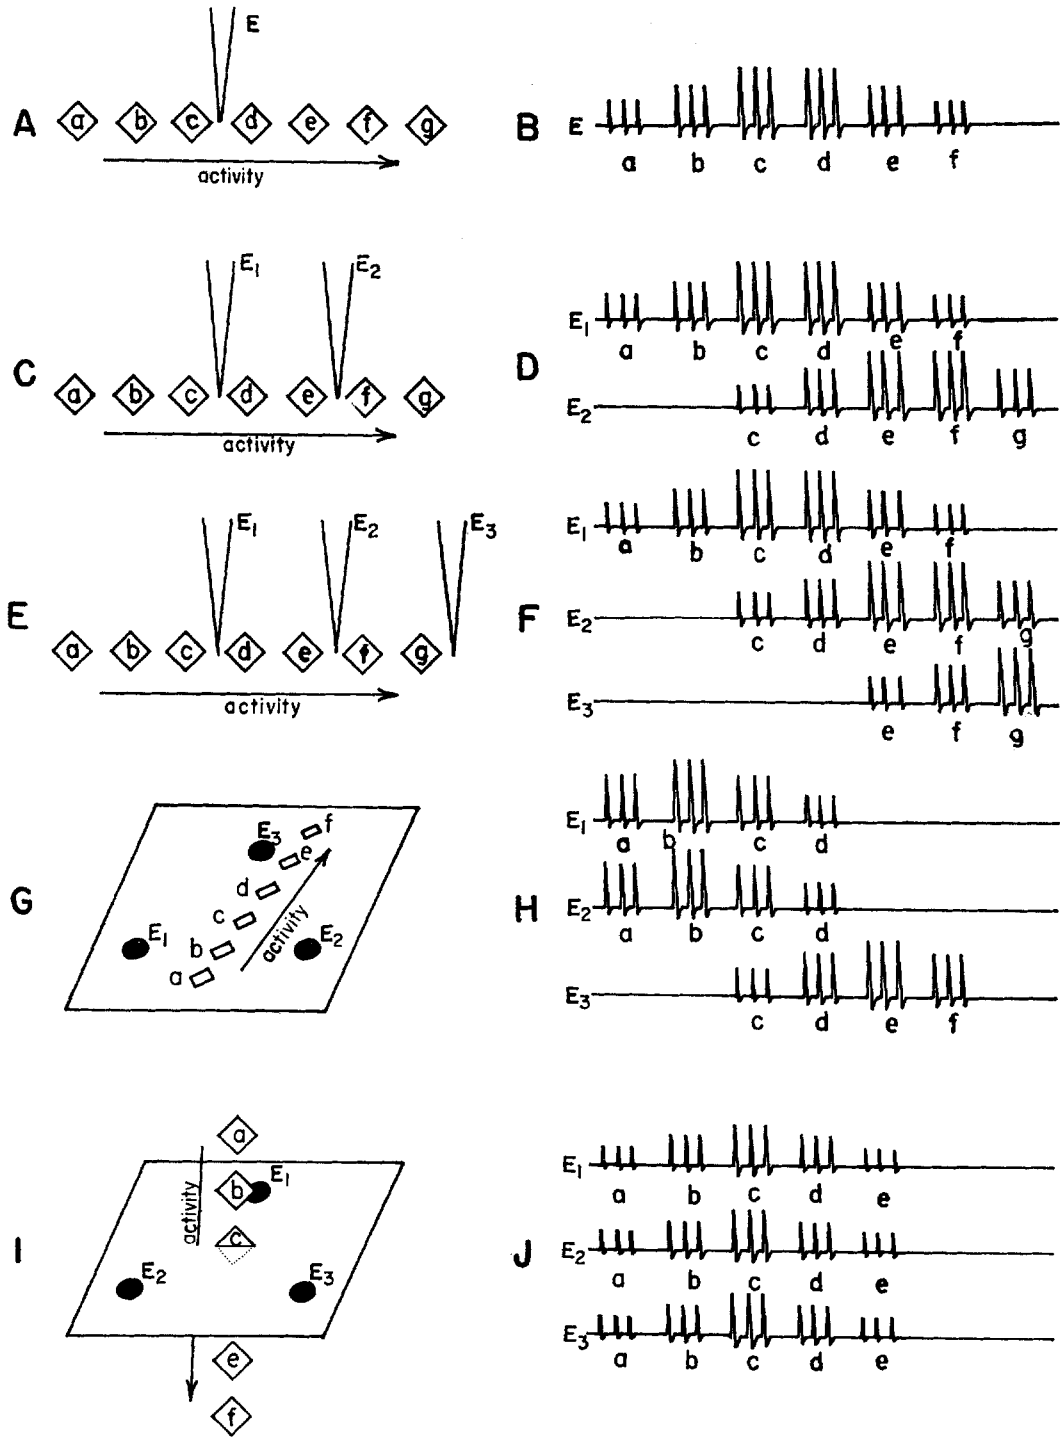 E
A
a b c d e f g
activity
B
E
a b c d e f
E1 E2
C
a b c d e f g
activity
D
E1
a b c d e f
E2
c d e f g
E1 E2 E3
E
a b c d e f g
activity
F
E1
a b c d e f
E2
c d e f g
E3
e f g
G
E3 f
e
d
c
E1 b E2
a
activity
H
E1
a b c d
E2
a b c d
E3
c d e f
I
a
b E1
activity
c
E2 E3
e
f
J
E1
a b c d e
E2
a b c d e
E3
a b c d e